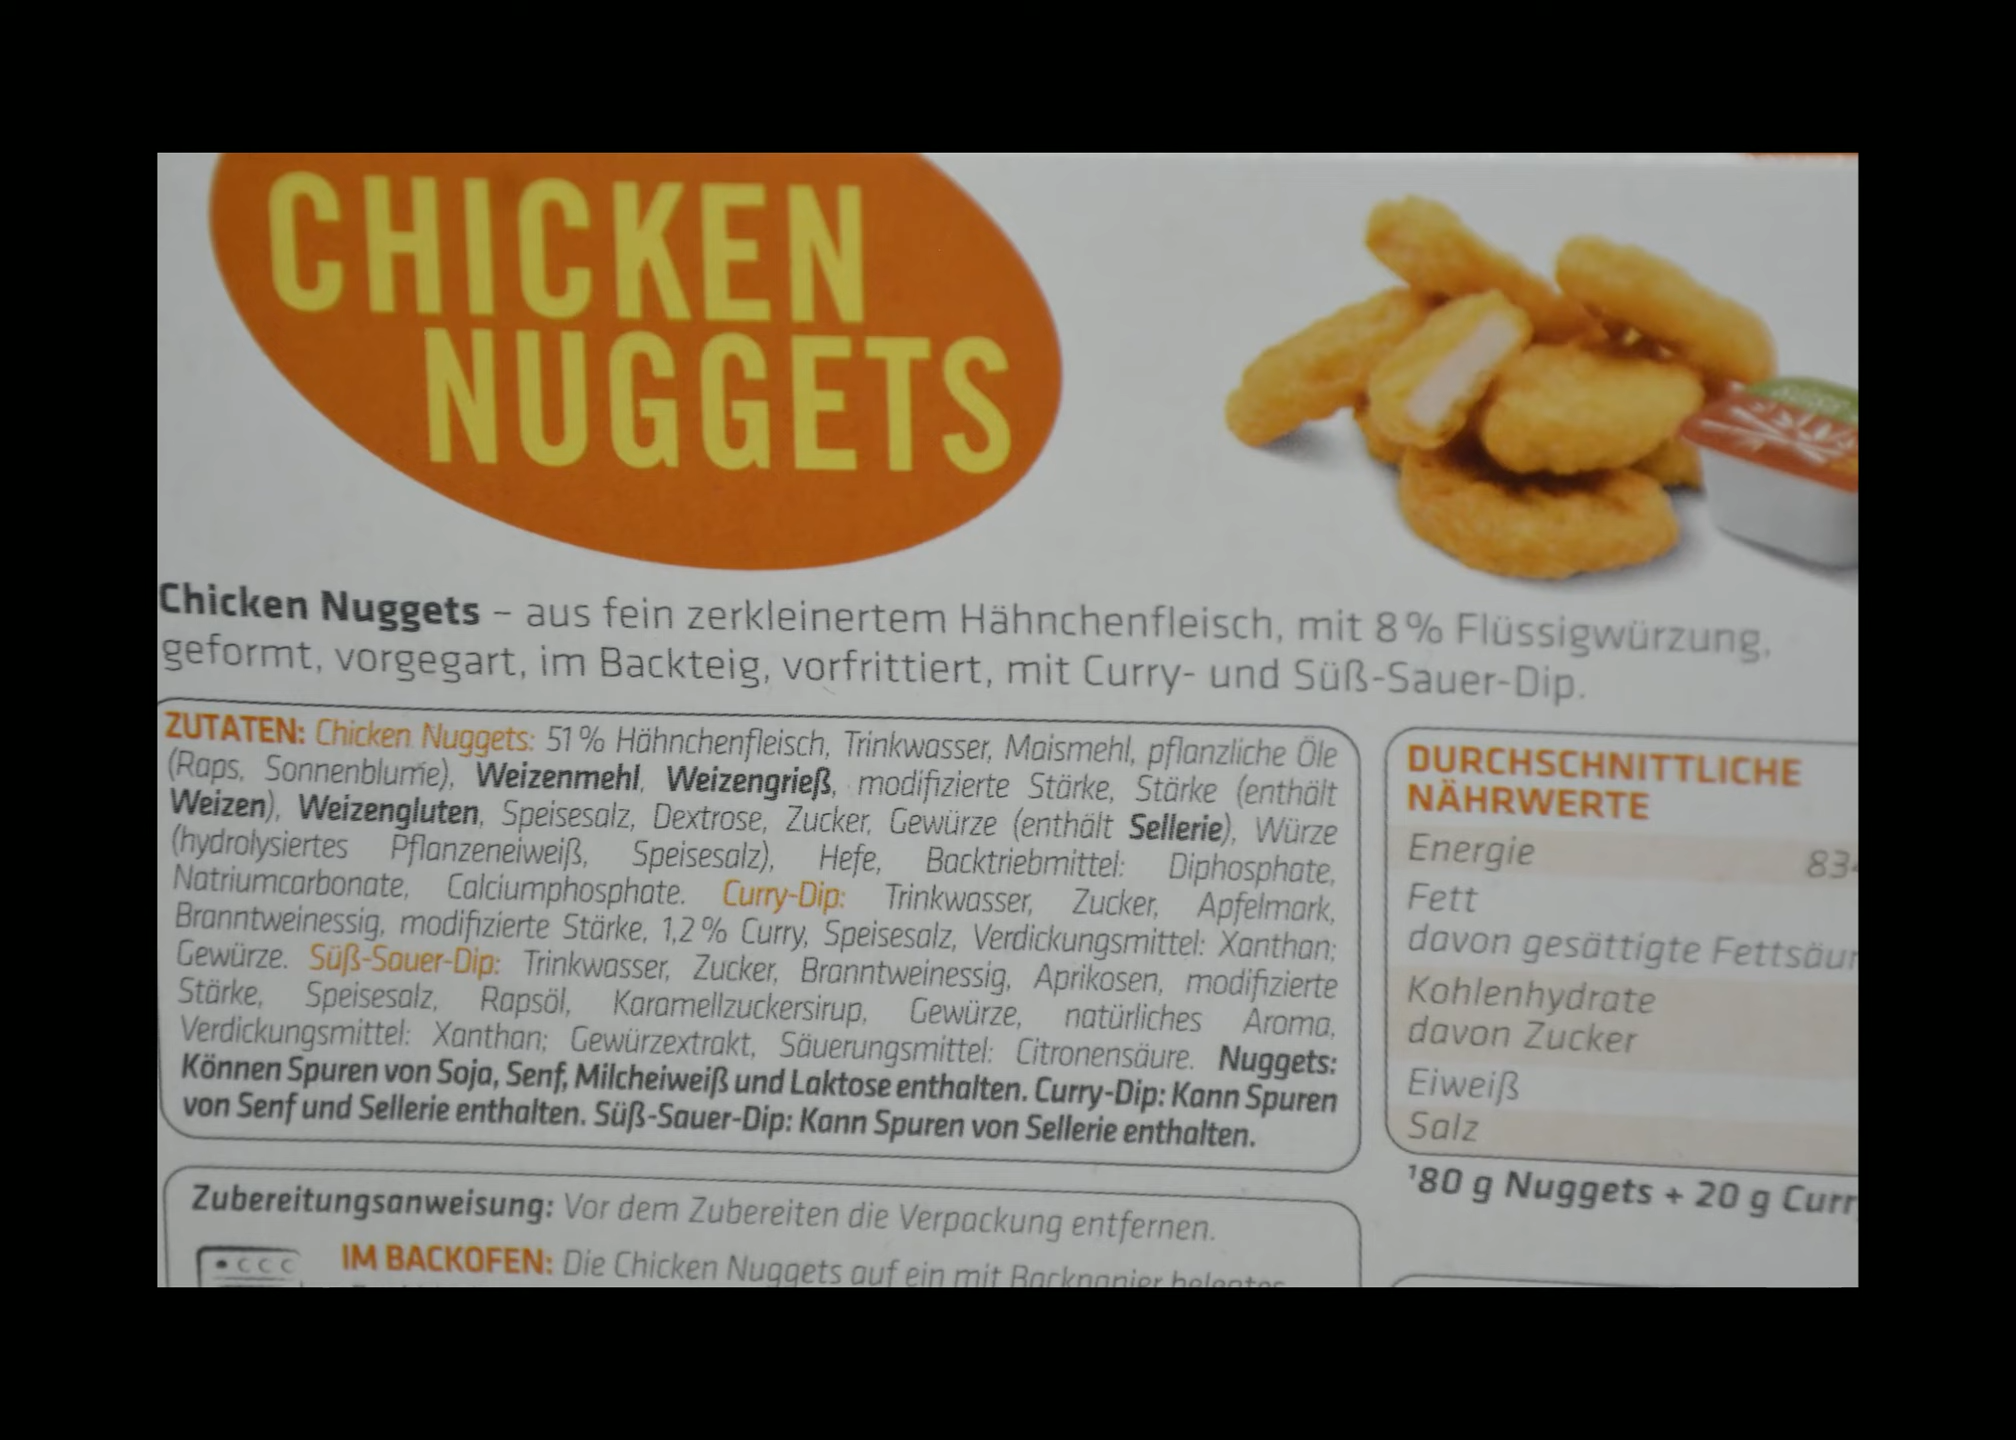 CHICKEN
NUGGETS
Chicken Nuggets – aus fein zerkleinertem Hähnchenfleisch, mit 8 % Flüssigwürzung,
geformt, vorgegart, im Backteig, vorfrittiert, mit Curry- und Süß-Sauer-Dip.
ZUTATEN: Chicken Nuggets: 51 % Hähnchenfleisch, Trinkwasser, Maismehl, pflanzliche Öle
(Raps, Sonnenblume), Weizenmehl, Weizengrieß, modifizierte Stärke, Stärke (enthält
Weizen), Weizengluten, Speisesalz, Dextrose, Zucker, Gewürze (enthält Sellerie), Würze
(hydrolysiertes Pflanzeneiweiß, Speisesalz), Hefe, Backtriebmittel: Diphosphate,
Natriumcarbonate, Calciumphosphate. Curry-Dip: Trinkwasser, Zucker, Apfelmark,
Branntweinessig, modifizierte Stärke, 1,2 % Curry, Speisesalz, Verdickungsmittel: Xanthan;
Gewürze. Süß-Sauer-Dip: Trinkwasser, Zucker, Branntweinessig, Aprikosen, modifizierte
Stärke, Speisesalz, Rapsöl, Karamellzuckersirup, Gewürze, natürliches Aroma,
Verdickungsmittel: Xanthan; Gewürzextrakt, Säuerungsmittel: Citronensäure. Nuggets:
Können Spuren von Soja, Senf, Milcheiweiß und Laktose enthalten. Curry-Dip: Kann Spuren
von Senf und Sellerie enthalten. Süß-Sauer-Dip: Kann Spuren von Sellerie enthalten.
DURCHSCHNITTLICHE
NÄHRWERTE
Energie 83
Fett
davon gesättigte Fettsäur
Kohlenhydrate
davon Zucker
Eiweiß
Salz
¹80 g Nuggets + 20 g Curr
Zubereitungsanweisung: Vor dem Zubereiten die Verpackung entfernen.
IM BACKOFEN: Die Chicken Nuggets auf ein mit Backpapier